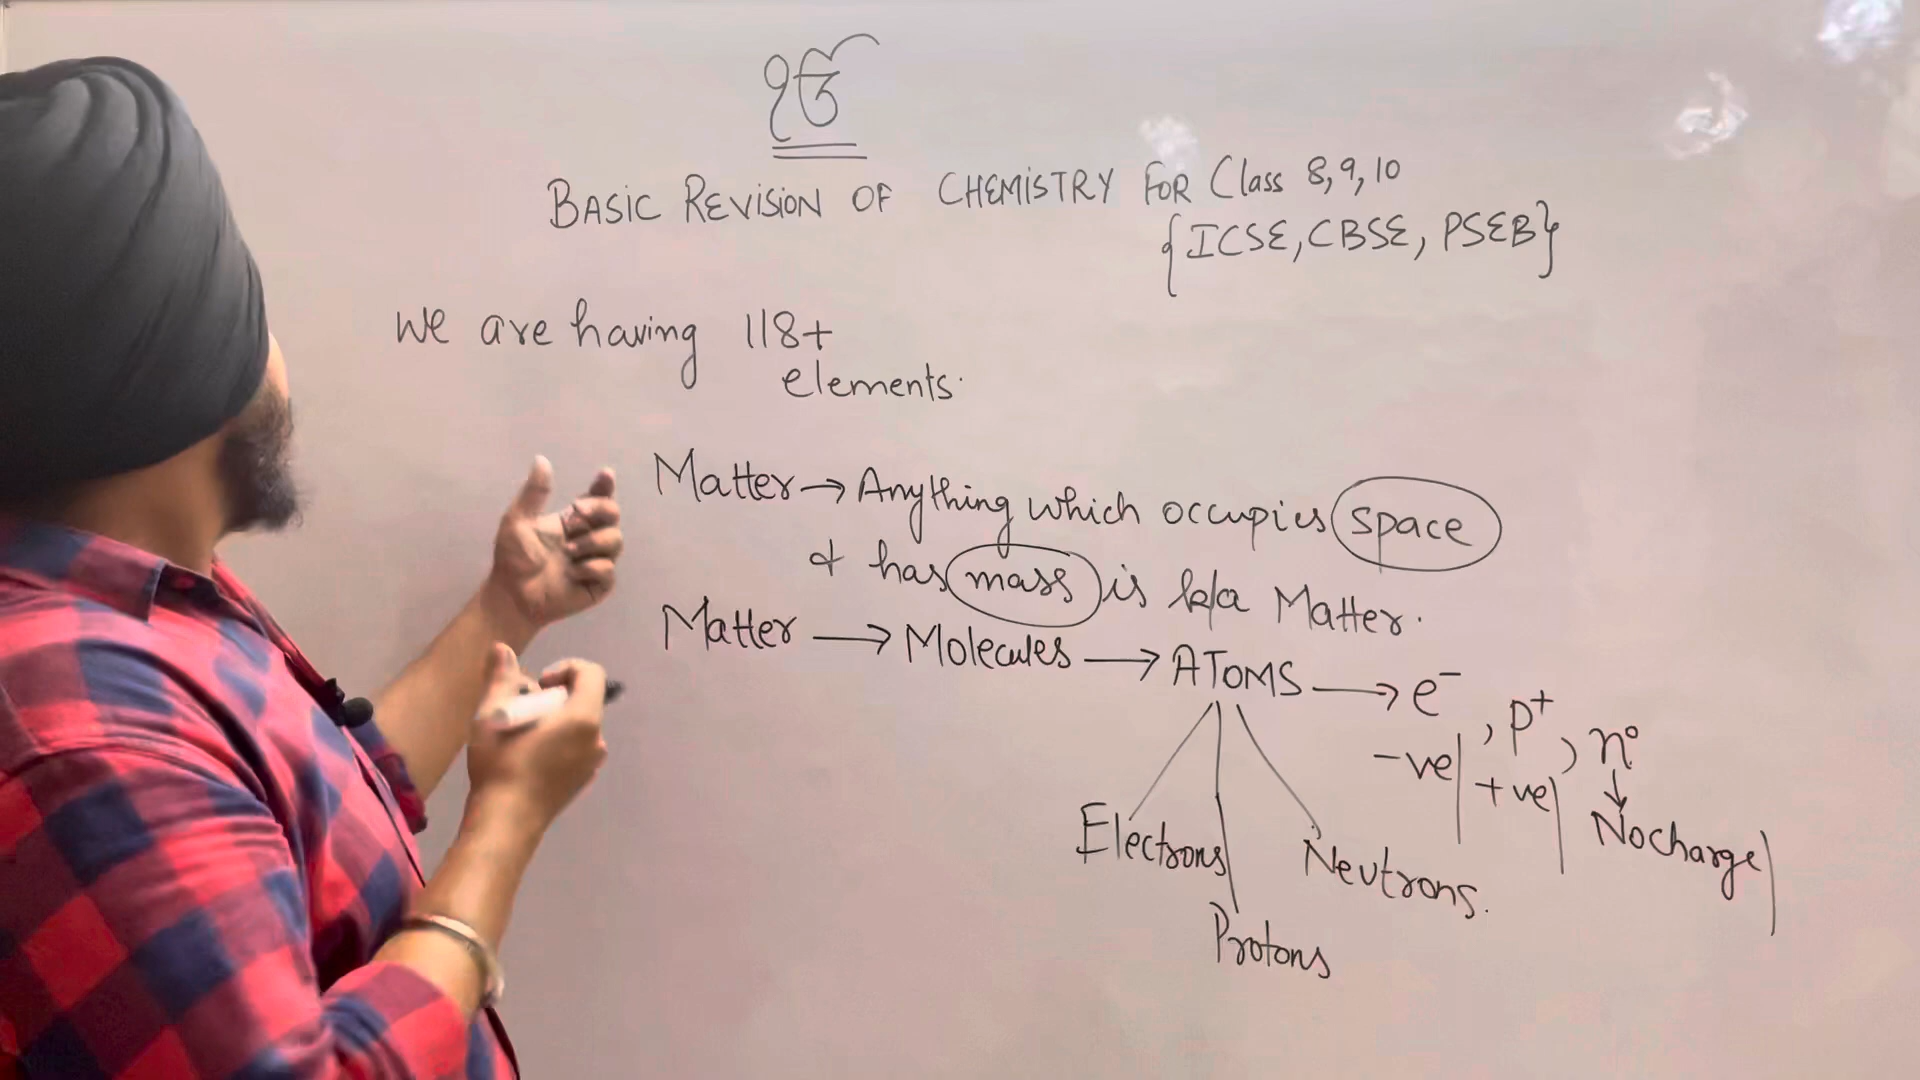 ੴ
BASIC REVISION OF CHEMISTRY FOR Class 8,9,10
{ICSE, CBSE, PSEB}
We are having 118+
elements.
Matter → Anything which occupies space
& has mass is k/a Matter.
Matter → Molecules → ATOMS → e⁻, p⁺, n°
-ve +ve ↓ No charge
Electrons Neutrons.
Protons